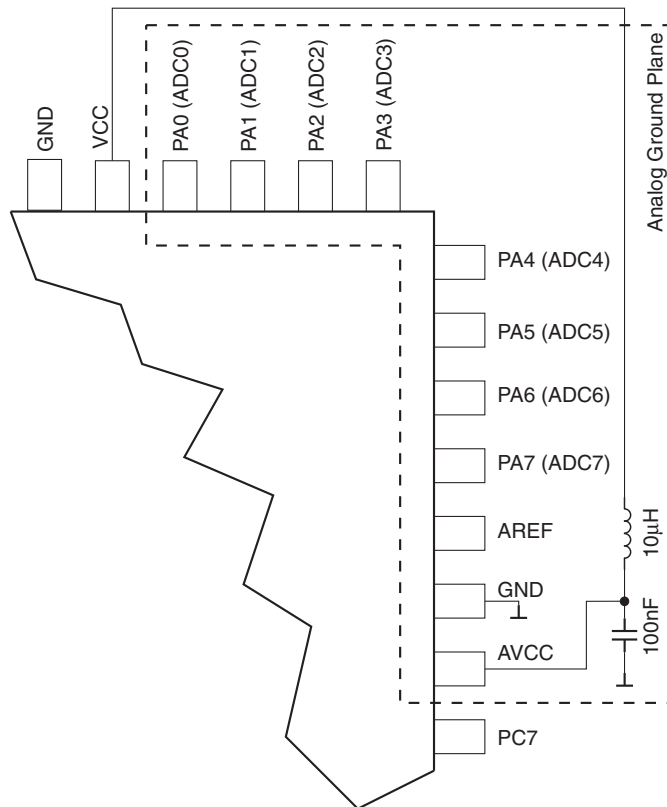 GND
VCC
PA0 (ADC0)
PA1 (ADC1)
PA2 (ADC2)
PA3 (ADC3)
Analog Ground Plane
PA4 (ADC4)
PA5 (ADC5)
PA6 (ADC6)
PA7 (ADC7)
AREF
10µH
GND
AVCC
100nF
PC7